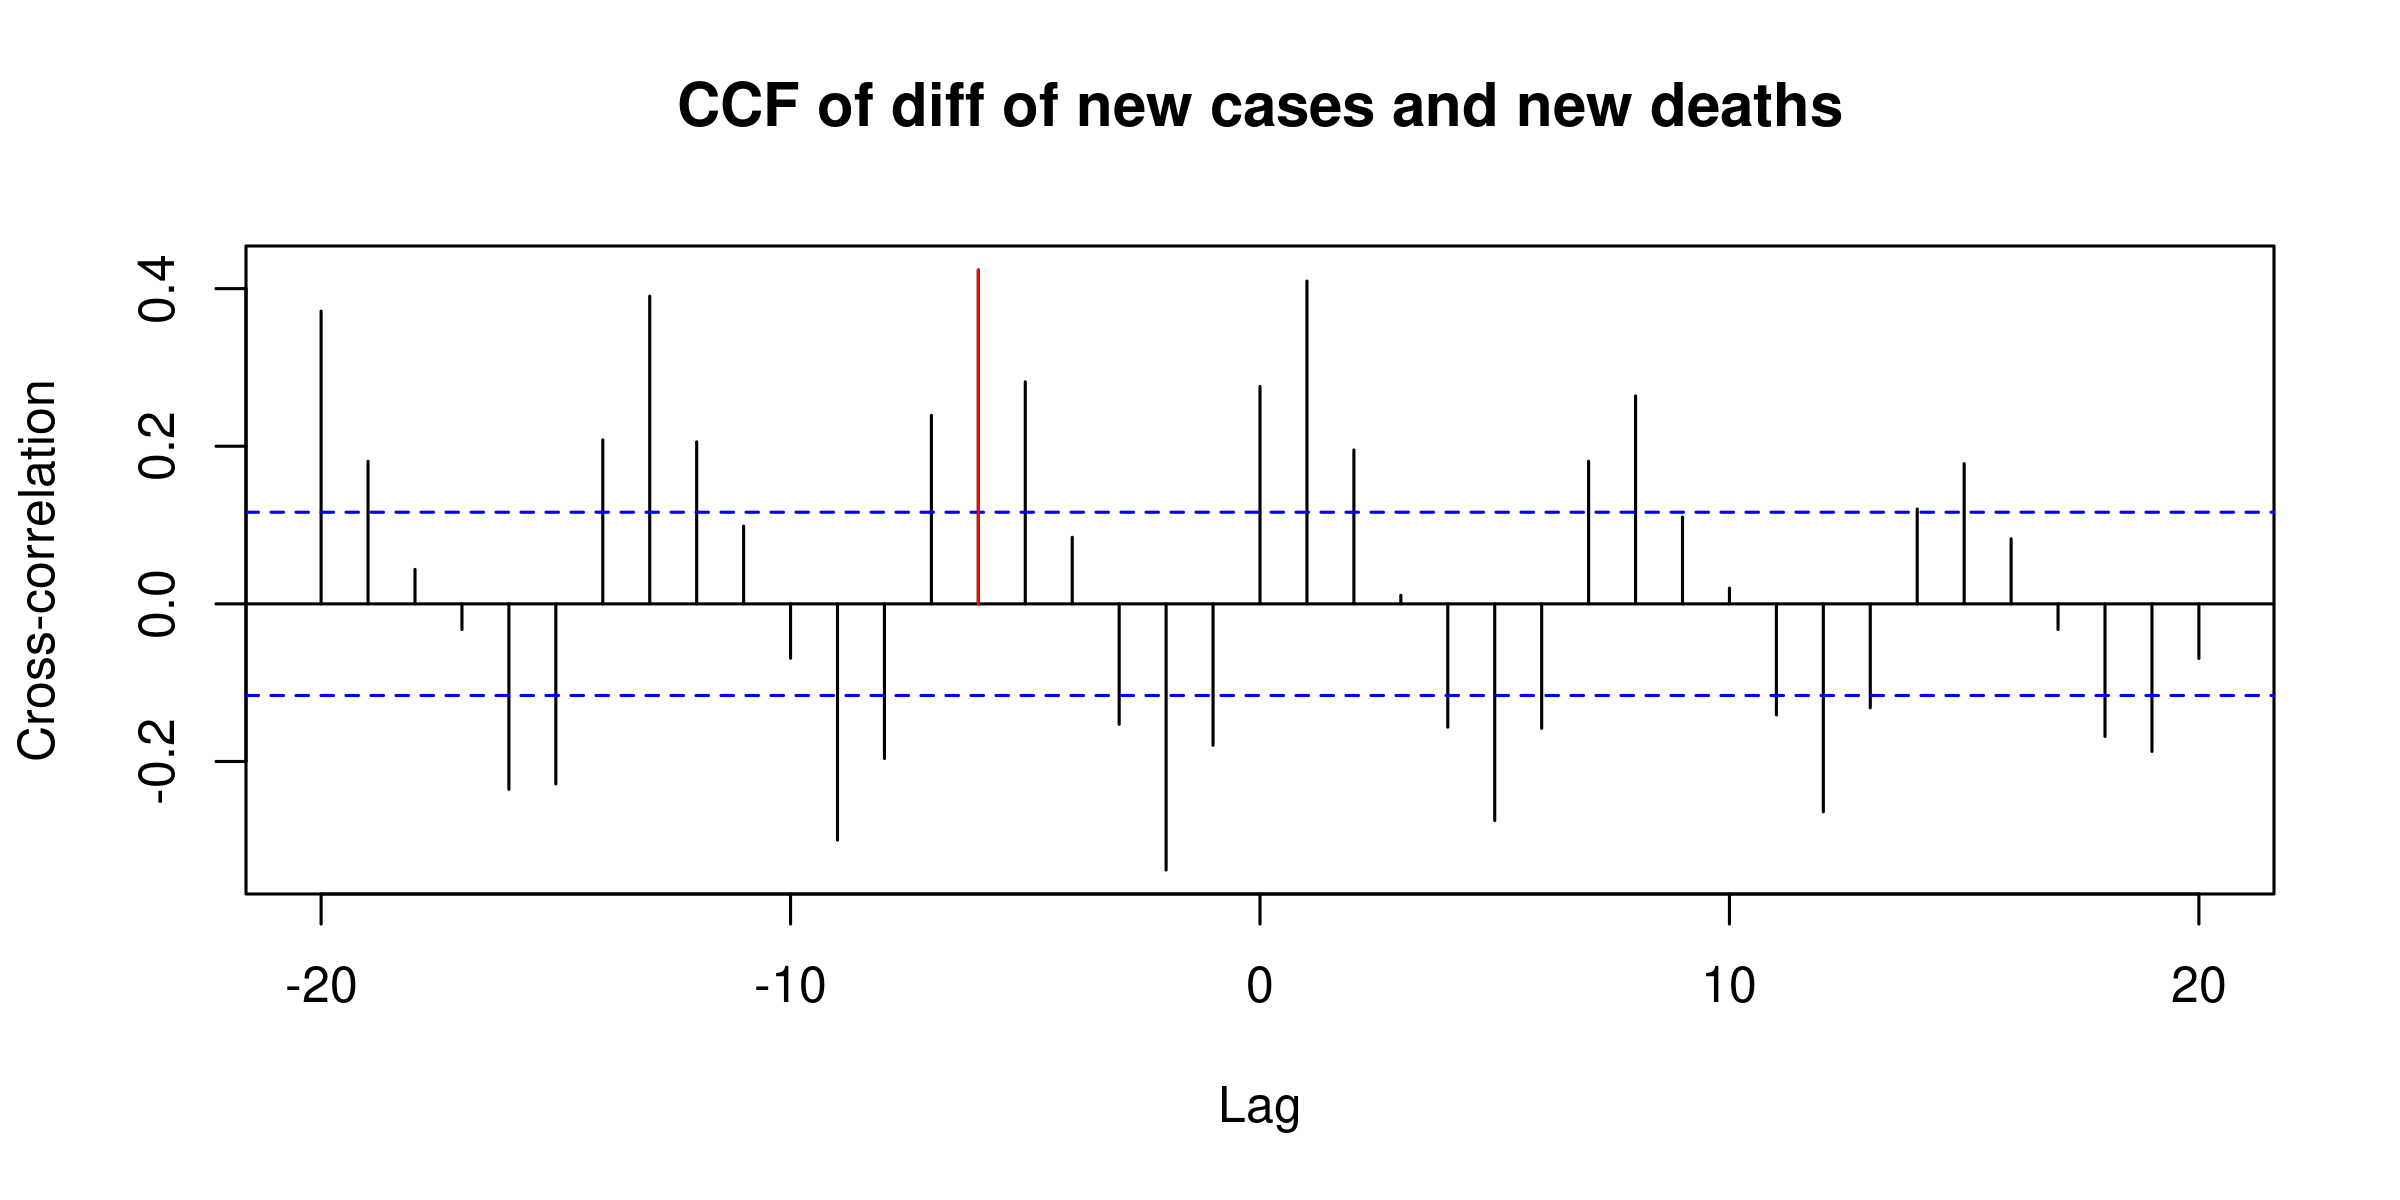 CCF of diff of new cases and new deaths
Cross-correlation
0.4
0.2
0.0
-0.2
-20 -10 0 10 20
Lag